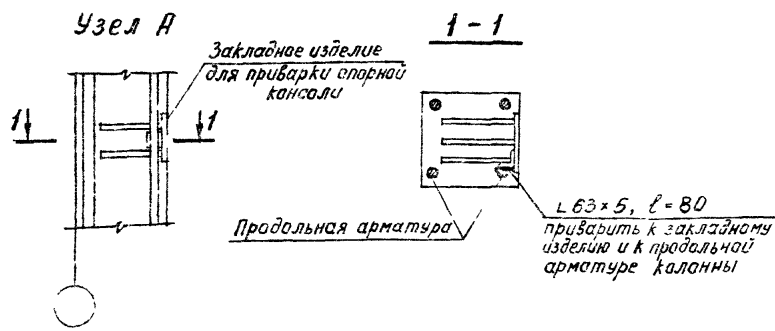 Узел А
Закладное изделие
для приварки опорной
консоли
1
1
1 - 1
Продольная арматура
L 63×5, ℓ=80
приварить к закладному
изделию и к продольной
арматуре колонны